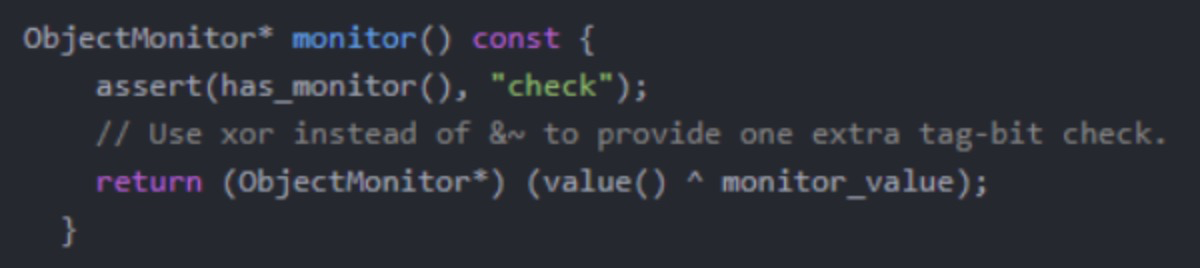 ObjectMonitor* monitor() const {
    assert(has_monitor(), "check");
    // Use xor instead of &~ to provide one extra tag-bit check.
    return (ObjectMonitor*) (value() ^ monitor_value);
  }